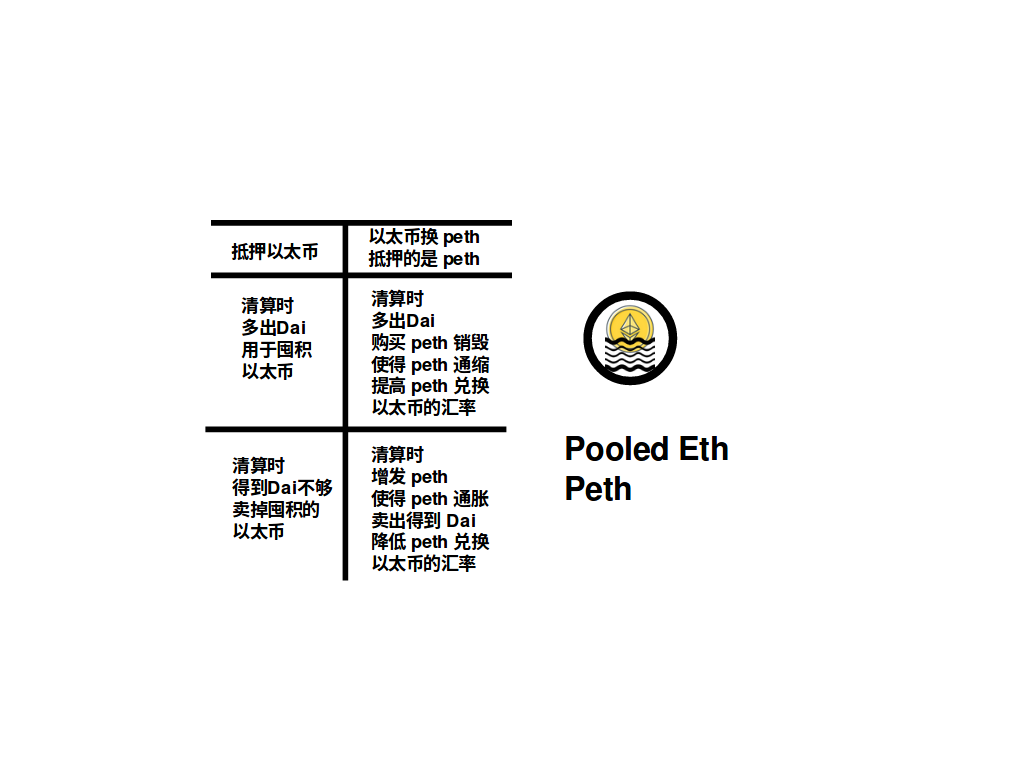 抵押以太币
以太币换 peth
抵押的是 peth
清算时
多出Dai
用于囤积
以太币
清算时
多出Dai
购买 peth 销毁
使得 peth 通缩
提高 peth 兑换
以太币的汇率
清算时
得到Dai不够
卖掉囤积的
以太币
清算时
增发 peth
使得 peth 通胀
卖出得到 Dai
降低 peth 兑换
以太币的汇率
Pooled Eth
Peth